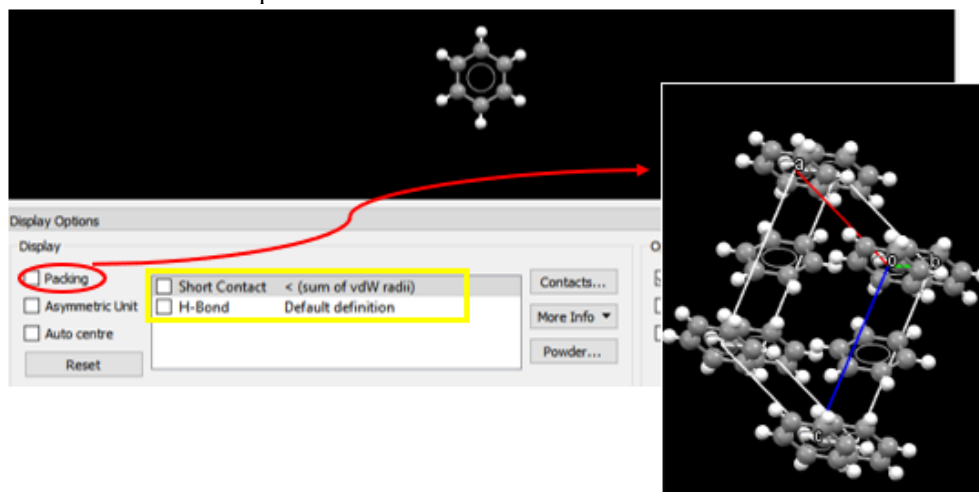 a
o
b
c
Display Options
Display
Packing
Short Contact < (sum of vdW radii)
Contacts...
Asymmetric Unit
H-Bond Default definition
More Info
Auto centre
Reset
Powder...